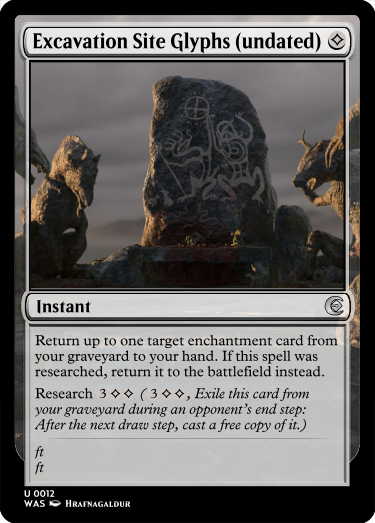 Excavation Site Glyphs (undated)
Instant
Return up to one target enchantment card from
your graveyard to your hand. If this spell was
researched, return it to the battlefield instead.
Research 3 ( 3 , Exile this card from
your graveyard during an opponent's end step:
After the next draw step, cast a free copy of it.)
ft
ft
U 0012
WAS HRAFNAGALDUR